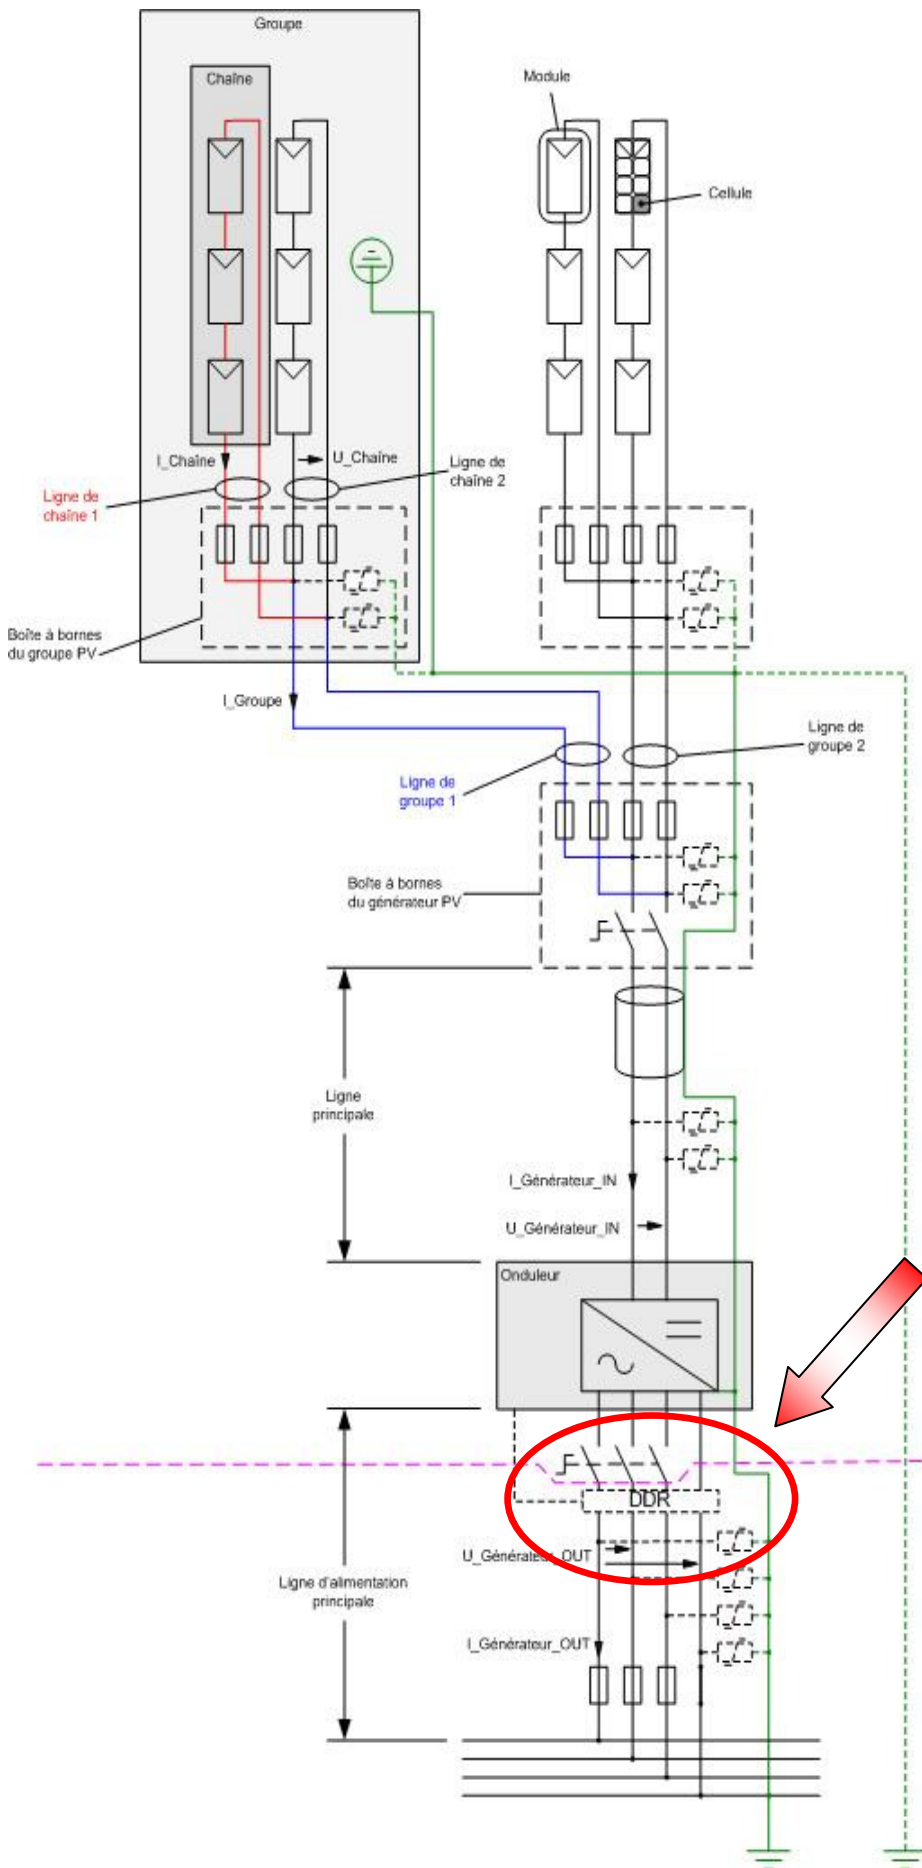 Groupe
Chaîne
Module
Cellule
I_Chaîne
U_Chaîne
Ligne de
chaîne 2
Ligne de
chaîne 1
Boîte à bornes
du groupe PV
I_Groupe
Ligne de
groupe 2
Ligne de
groupe 1
Boîte à bornes
du générateur PV
Ligne
principale
I_Générateur_IN
U_Générateur_IN
Onduleur
DDR
U_Générateur_OUT
Ligne d'alimentation
principale
I_Générateur_OUT